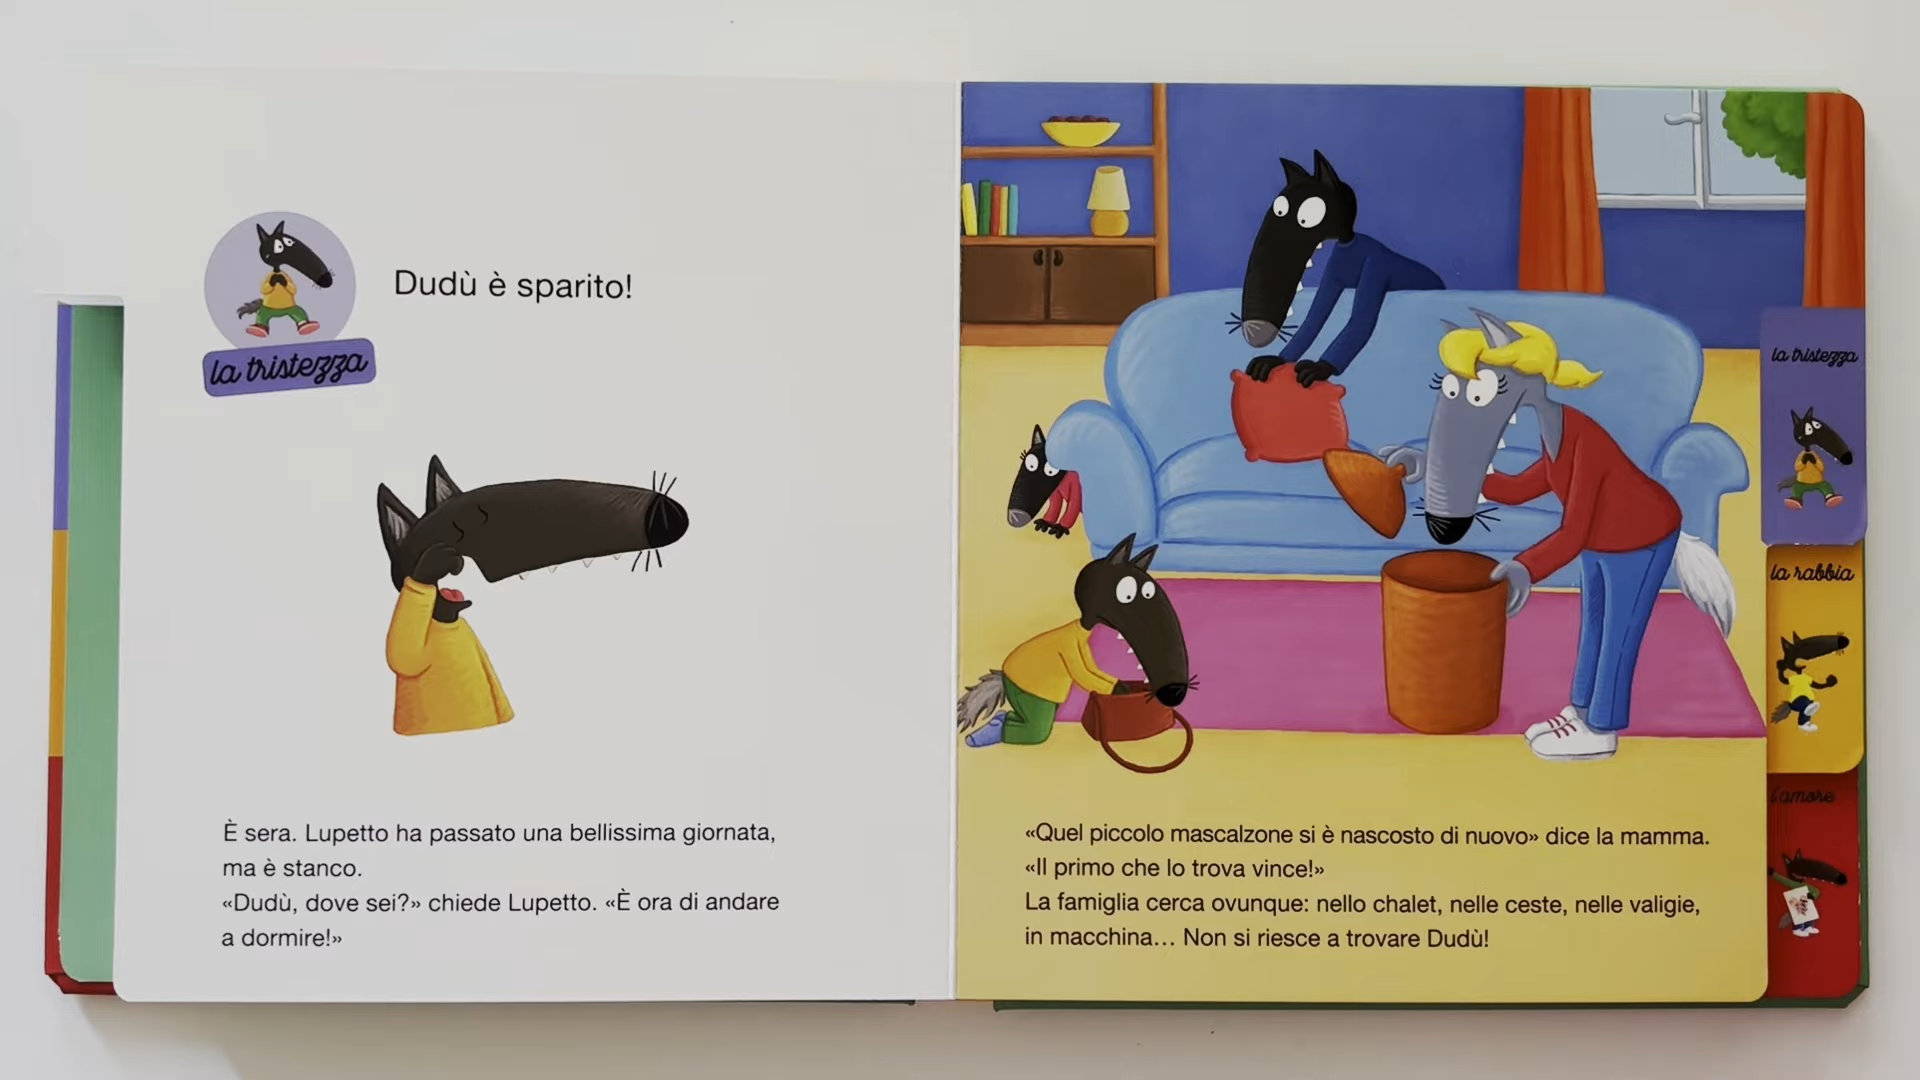 Dudù è sparito!
la tristezza
È sera. Lupetto ha passato una bellissima giornata,
ma è stanco.
«Dudù, dove sei?» chiede Lupetto. «È ora di andare
a dormire!»
«Quel piccolo mascalzone si è nascosto di nuovo» dice la mamma.
«Il primo che lo trova vince!»
La famiglia cerca ovunque: nello chalet, nelle ceste, nelle valigie,
in macchina… Non si riesce a trovare Dudù!
la tristezza
la rabbia
l'amore